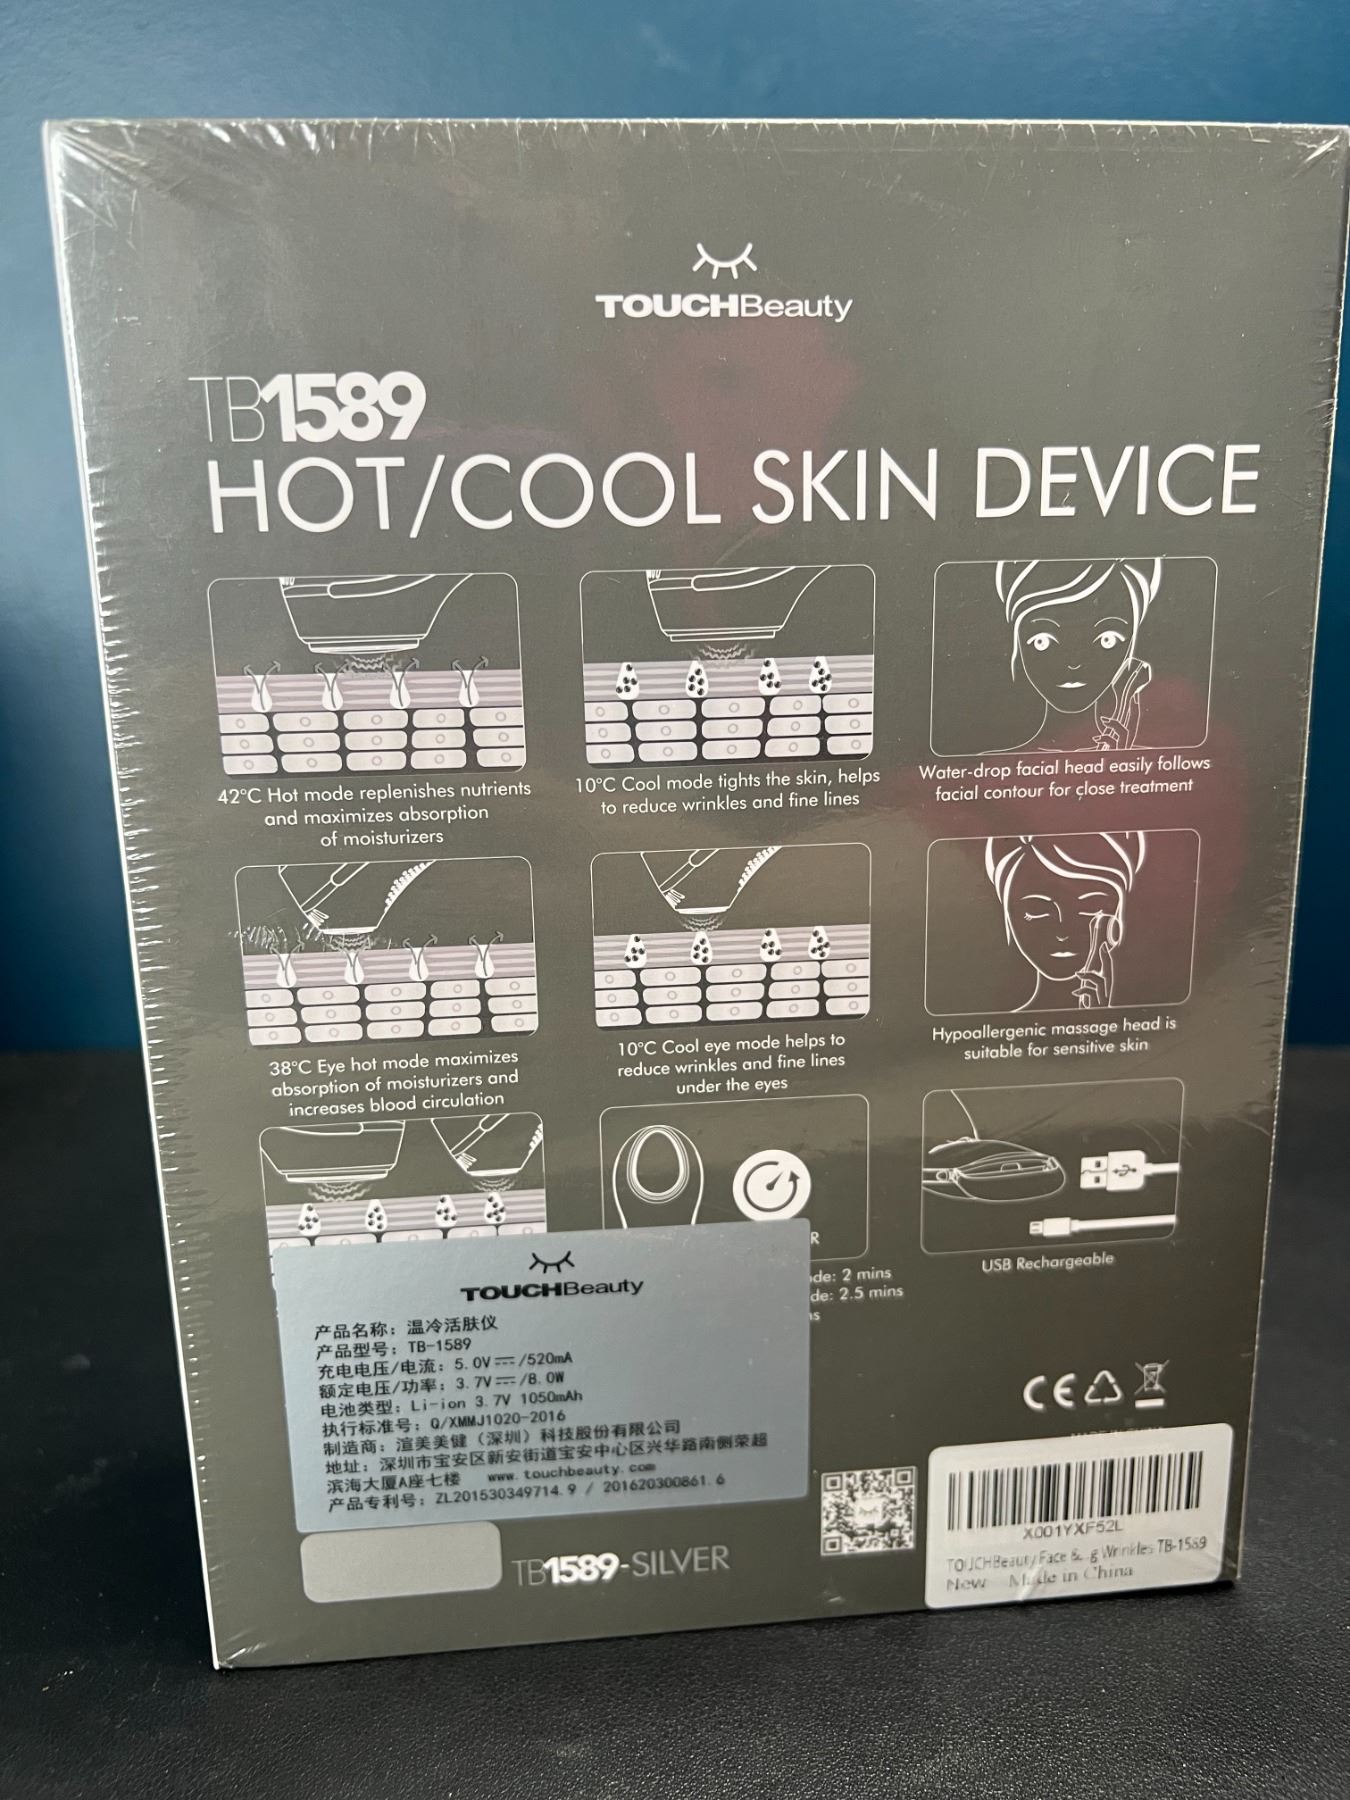 TOUCHBeauty
TB1589
HOT/COOL SKIN DEVICE
42°C Hot mode replenishes nutrients
and maximizes absorption
of moisturizers
10°C Cool mode tights the skin, helps
to reduce wrinkles and fine lines
Water-drop facial head easily follows
facial contour for close treatment
38°C Eye hot mode maximizes
absorption of moisturizers and
increases blood circulation
10°C Cool eye mode helps to
reduce wrinkles and fine lines
under the eyes
Hypoallergenic massage head is
suitable for sensitive skin
R
de: 2 mins
de: 2.5 mins
ns
USB Rechargeable
TOUCHBeauty
产品名称：温冷活肤仪
产品型号：TB-1589
充电电压/电流：5.0V⎓/520mA
额定电压/功率：3.7V⎓/8.0W
电池类型：Li-ion 3.7V 1050mAh
执行标准号：Q/XMMJ1020-2016
制造商：渲美美健（深圳）科技股份有限公司
地址：深圳市宝安区新安街道宝安中心区兴华路南侧荣超
滨海大厦A座七楼 www.touchbeauty.com
产品专利号：ZL201530349714.9 / 201620300861.6
CE
X001YXF52L
TOUCHBeauty Face &...g Wrinkles TB-1589
New Made in China
TB1589-SILVER